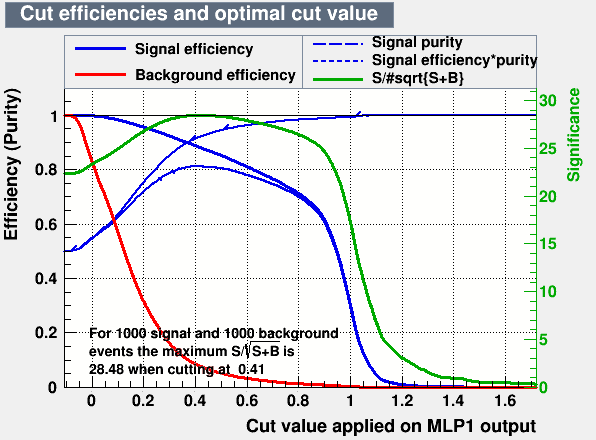 Cut efficiencies and optimal cut value
Signal efficiency
Background efficiency
Signal purity
Signal efficiency*purity
S/#sqrt{S+B}
Efficiency (Purity)
1
0.8
0.6
0.4
0.2
0
Significance
30
25
20
15
10
5
0
For 1000 signal and 1000 background
events the maximum S/√S+B is
28.48 when cutting at 0.41
0 0.2 0.4 0.6 0.8 1 1.2 1.4 1.6
Cut value applied on MLP1 output